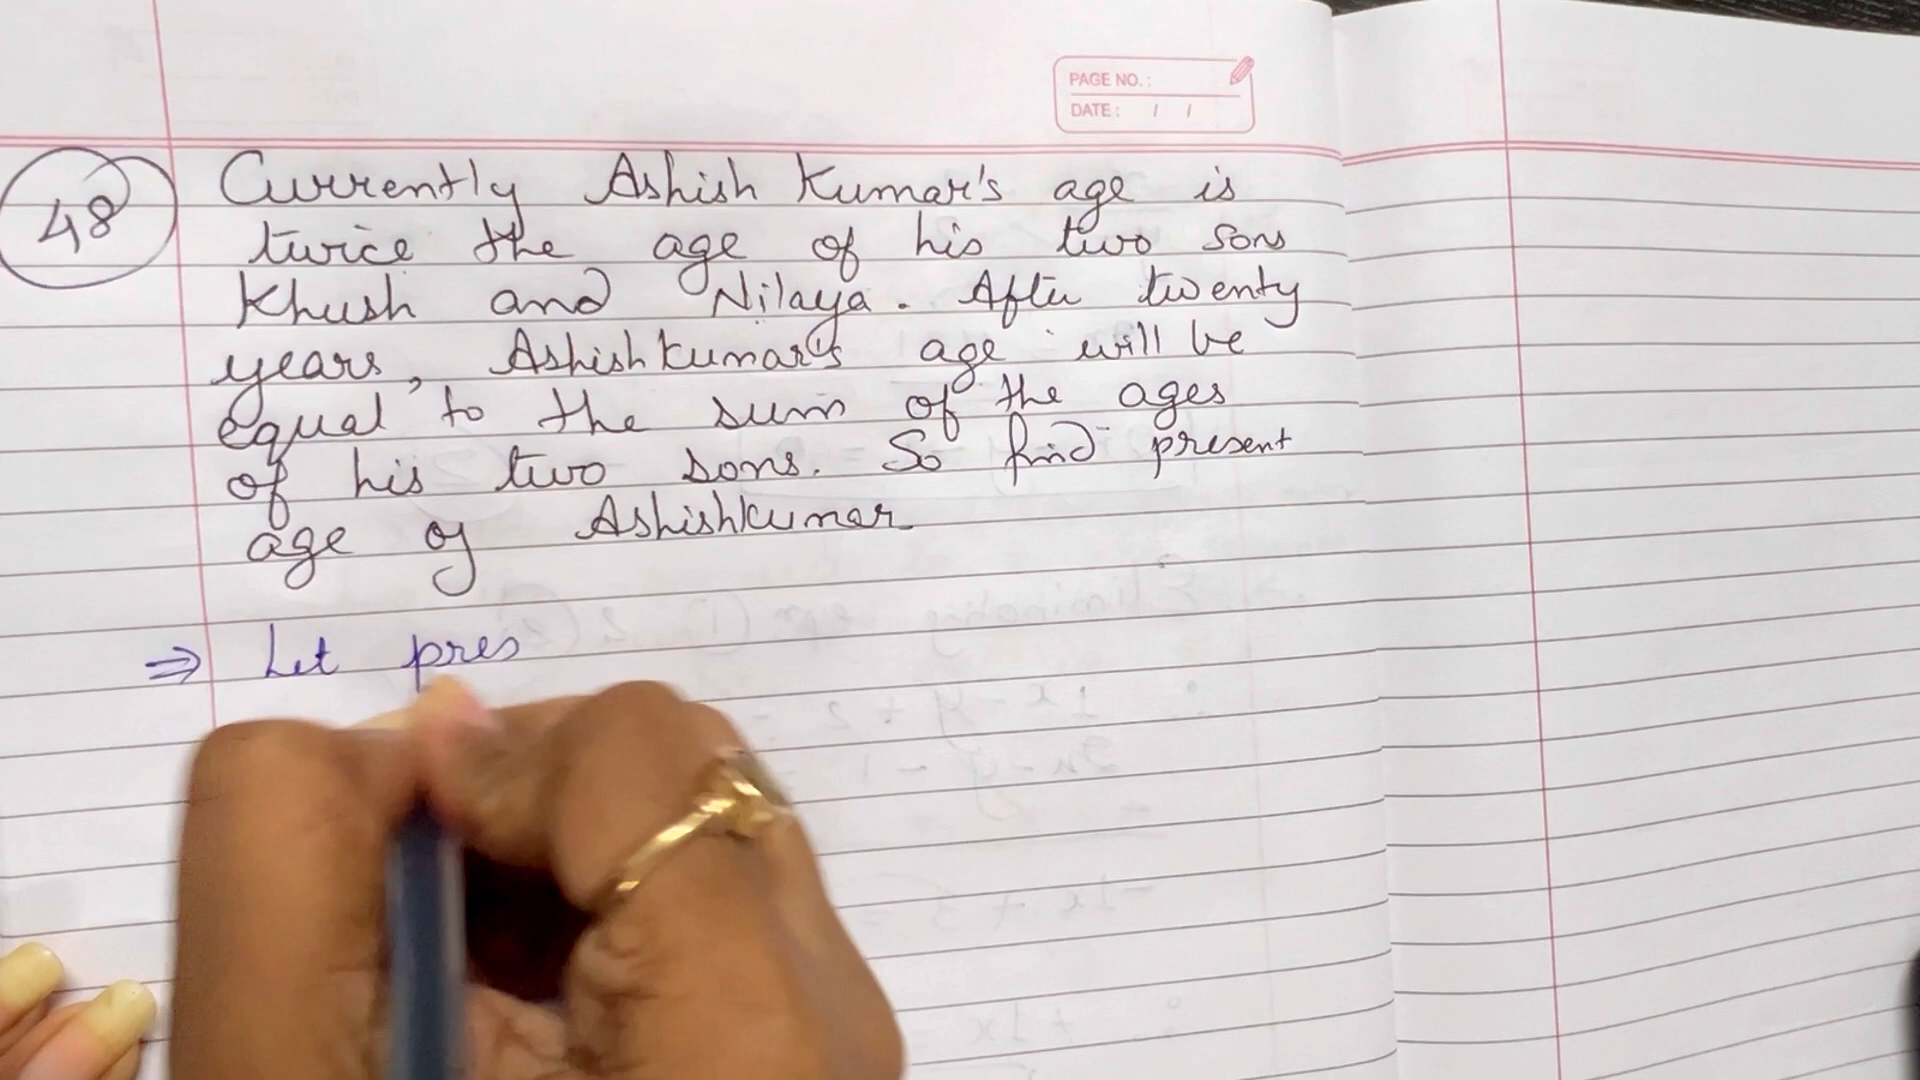 PAGE NO. :
DATE : / /
48
Currently Ashish Kumar's age is
twice the age of his two sons
Khush and Nilaya. After twenty
years, Ashishkumar's age will be
equal to the sum of the ages
of his two sons. So find present
age of Ashishkumar
⇒ Let pres